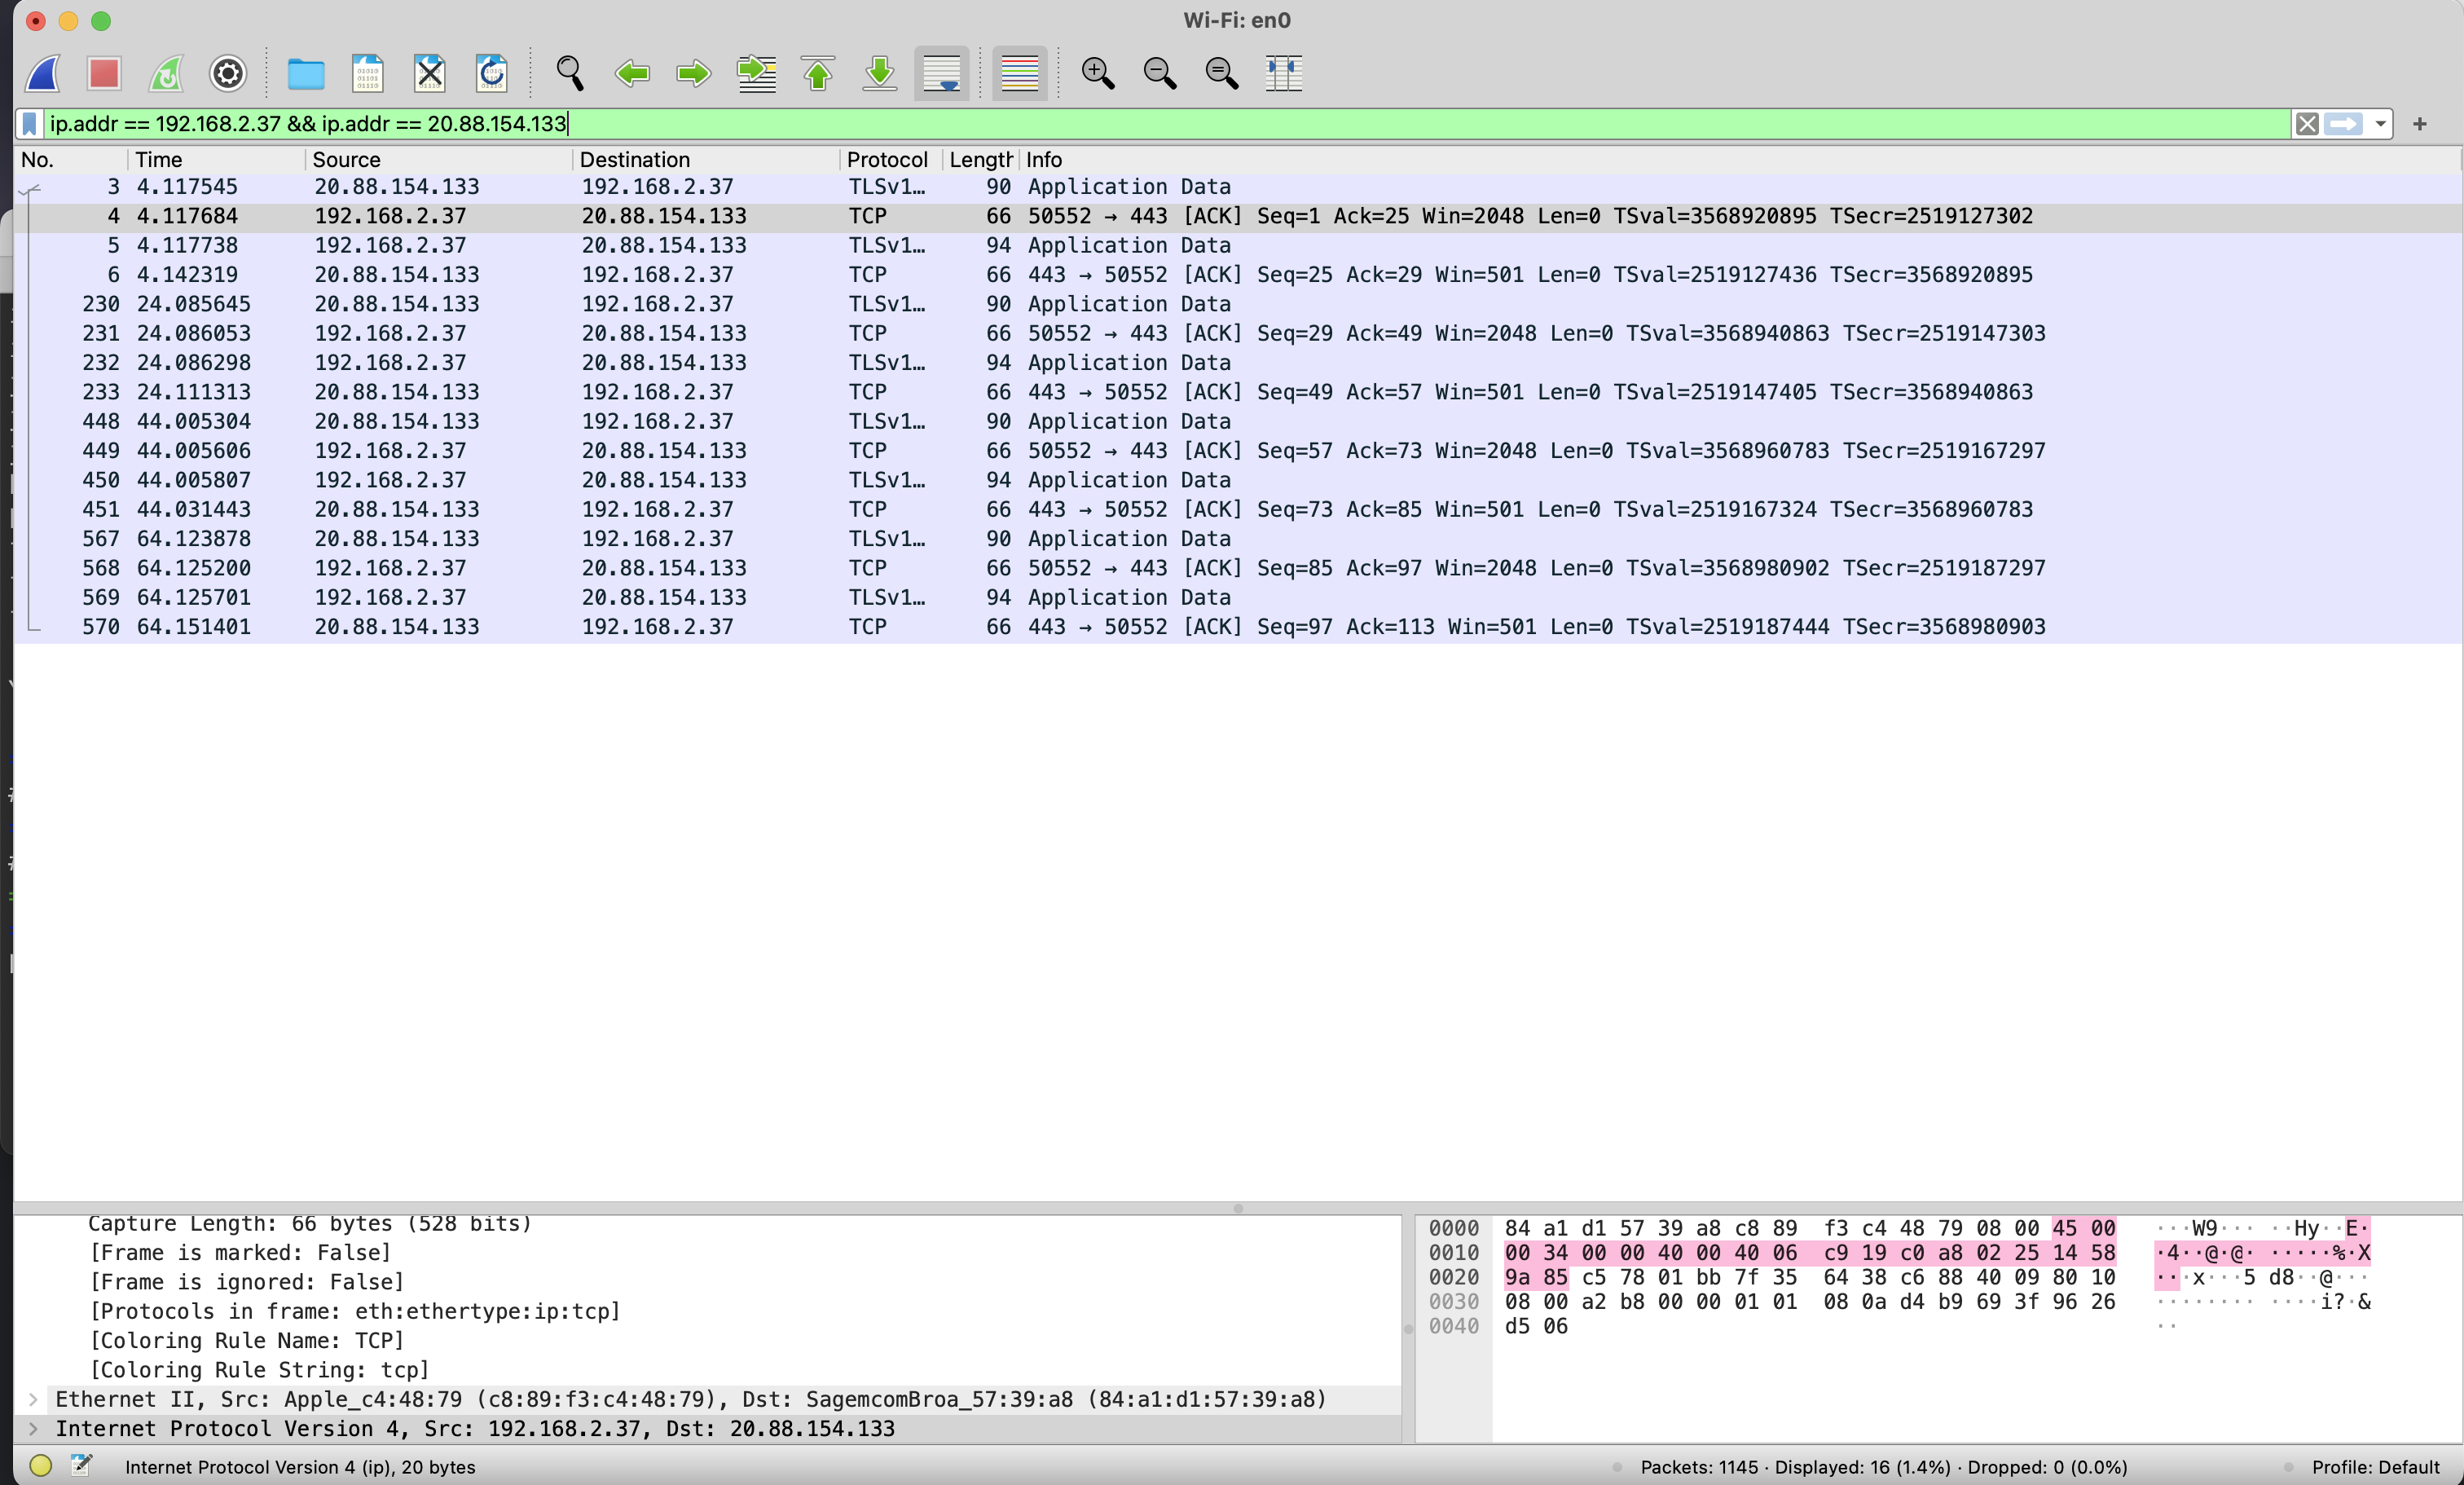 Wi-Fi: en0
ip.addr == 192.168.2.37 && ip.addr == 20.88.154.133
No. Time Source Destination Protocol Length Info
3 4.117545 20.88.154.133 192.168.2.37 TLSv1… 90 Application Data
4 4.117684 192.168.2.37 20.88.154.133 TCP 66 50552 → 443 [ACK] Seq=1 Ack=25 Win=2048 Len=0 TSval=3568920895 TSecr=2519127302
5 4.117738 192.168.2.37 20.88.154.133 TLSv1… 94 Application Data
6 4.142319 20.88.154.133 192.168.2.37 TCP 66 443 → 50552 [ACK] Seq=25 Ack=29 Win=501 Len=0 TSval=2519127436 TSecr=3568920895
230 24.085645 20.88.154.133 192.168.2.37 TLSv1… 90 Application Data
231 24.086053 192.168.2.37 20.88.154.133 TCP 66 50552 → 443 [ACK] Seq=29 Ack=49 Win=2048 Len=0 TSval=3568940863 TSecr=2519147303
232 24.086298 192.168.2.37 20.88.154.133 TLSv1… 94 Application Data
233 24.111313 20.88.154.133 192.168.2.37 TCP 66 443 → 50552 [ACK] Seq=49 Ack=57 Win=501 Len=0 TSval=2519147405 TSecr=3568940863
448 44.005304 20.88.154.133 192.168.2.37 TLSv1… 90 Application Data
449 44.005606 192.168.2.37 20.88.154.133 TCP 66 50552 → 443 [ACK] Seq=57 Ack=73 Win=2048 Len=0 TSval=3568960783 TSecr=2519167297
450 44.005807 192.168.2.37 20.88.154.133 TLSv1… 94 Application Data
451 44.031443 20.88.154.133 192.168.2.37 TCP 66 443 → 50552 [ACK] Seq=73 Ack=85 Win=501 Len=0 TSval=2519167324 TSecr=3568960783
567 64.123878 20.88.154.133 192.168.2.37 TLSv1… 90 Application Data
568 64.125200 192.168.2.37 20.88.154.133 TCP 66 50552 → 443 [ACK] Seq=85 Ack=97 Win=2048 Len=0 TSval=3568980902 TSecr=2519187297
569 64.125701 192.168.2.37 20.88.154.133 TLSv1… 94 Application Data
570 64.151401 20.88.154.133 192.168.2.37 TCP 66 443 → 50552 [ACK] Seq=97 Ack=113 Win=501 Len=0 TSval=2519187444 TSecr=3568980903
Capture Length: 66 bytes (528 bits)
[Frame is marked: False]
[Frame is ignored: False]
[Protocols in frame: eth:ethertype:ip:tcp]
[Coloring Rule Name: TCP]
[Coloring Rule String: tcp]
Ethernet II, Src: Apple_c4:48:79 (c8:89:f3:c4:48:79), Dst: SagemcomBroa_57:39:a8 (84:a1:d1:57:39:a8)
Internet Protocol Version 4, Src: 192.168.2.37, Dst: 20.88.154.133
0000 84 a1 d1 57 39 a8 c8 89 f3 c4 48 79 08 00 45 00 ···W9··· ··Hy··E·
0010 00 34 00 00 40 00 40 06 c9 19 c0 a8 02 25 14 58 ·4··@·@· ·····%·X
0020 9a 85 c5 78 01 bb 7f 35 64 38 c6 88 40 09 80 10 ···x···5 d8··@···
0030 08 00 a2 b8 00 00 01 01 08 0a d4 b9 69 3f 96 26 ········ ····i?·&
0040 d5 06 ··
Internet Protocol Version 4 (ip), 20 bytes
Packets: 1145 · Displayed: 16 (1.4%) · Dropped: 0 (0.0%)
Profile: Default